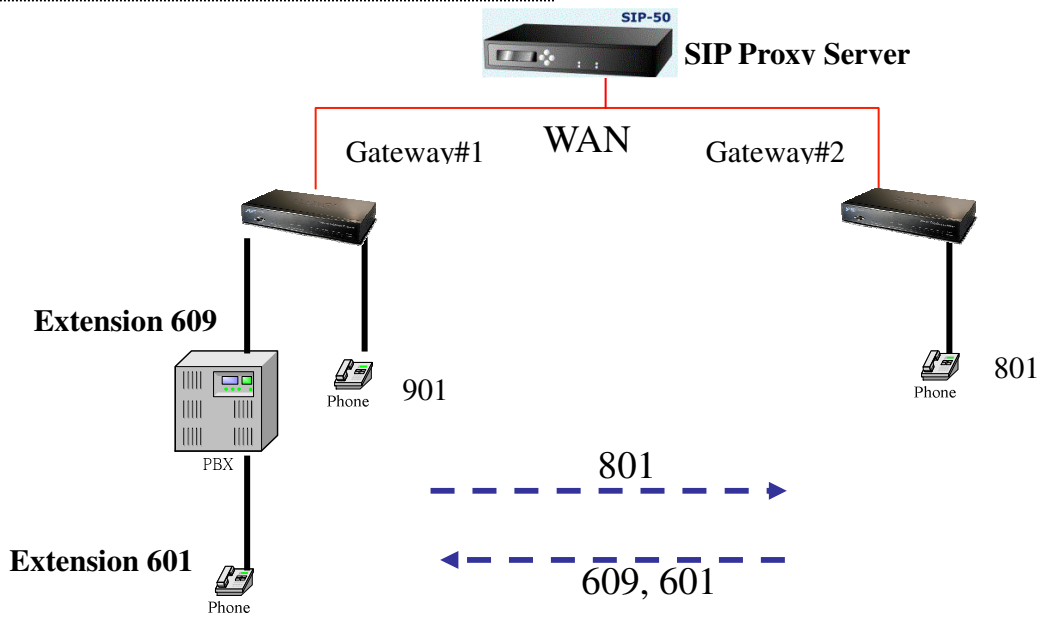 SIP-50
SIP Proxy Server
WAN
Gateway#1
Gateway#2
Extension 609
901
Phone
801
Phone
PBX
801
Extension 601
609, 601
Phone